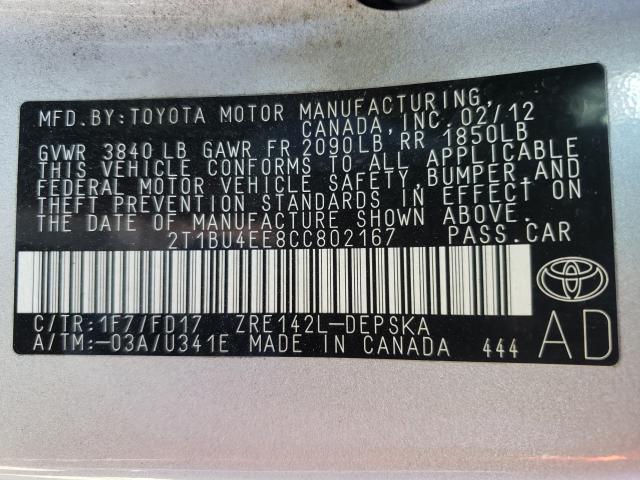 MFD.BY:TOYOTA MOTOR MANUFACTURING,
CANADA, INC. 02/12
GVWR 3840 LB GAWR FR 2090LB RR 1850LB
THIS VEHICLE CONFORMS TO ALL APPLICABLE
FEDERAL MOTOR VEHICLE SAFETY, BUMPER, AND
THEFT PREVENTION STANDARDS IN EFFECT ON
THE DATE OF MANUFACTURE SHOWN ABOVE.
2T1BU4EE8CC802167 PASS.CAR
C/TR:1F7/FD17 ZRE142L-DEPSKA
A/TM:-03A/U341E MADE IN CANADA 444 AD